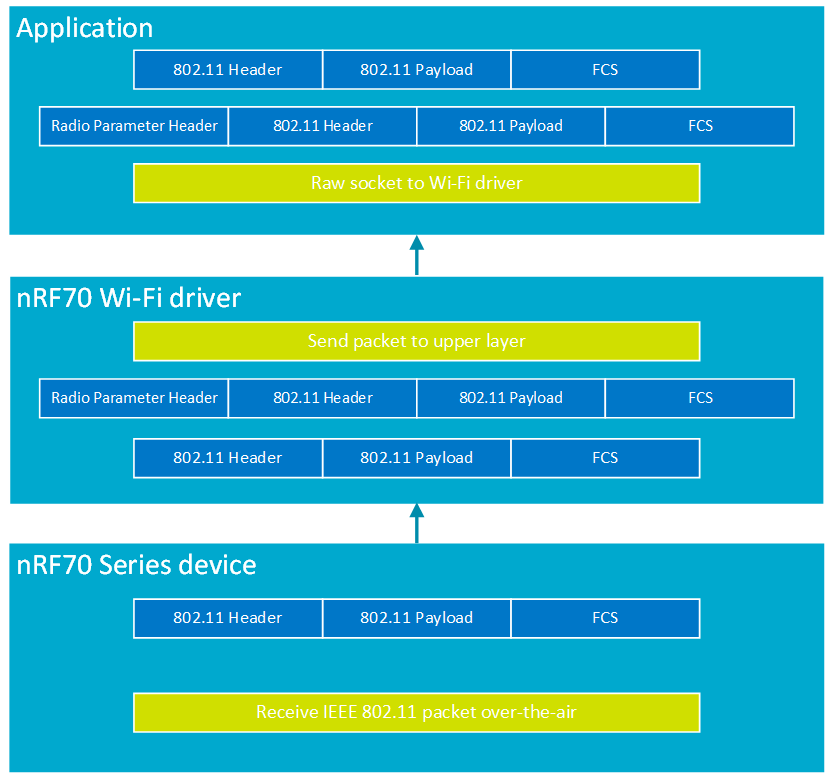 Application
802.11 Header 802.11 Payload FCS
Radio Parameter Header 802.11 Header 802.11 Payload FCS
Raw socket to Wi-Fi driver
nRF70 Wi-Fi driver
Send packet to upper layer
Radio Parameter Header 802.11 Header 802.11 Payload FCS
802.11 Header 802.11 Payload FCS
nRF70 Series device
802.11 Header 802.11 Payload FCS
Receive IEEE 802.11 packet over-the-air